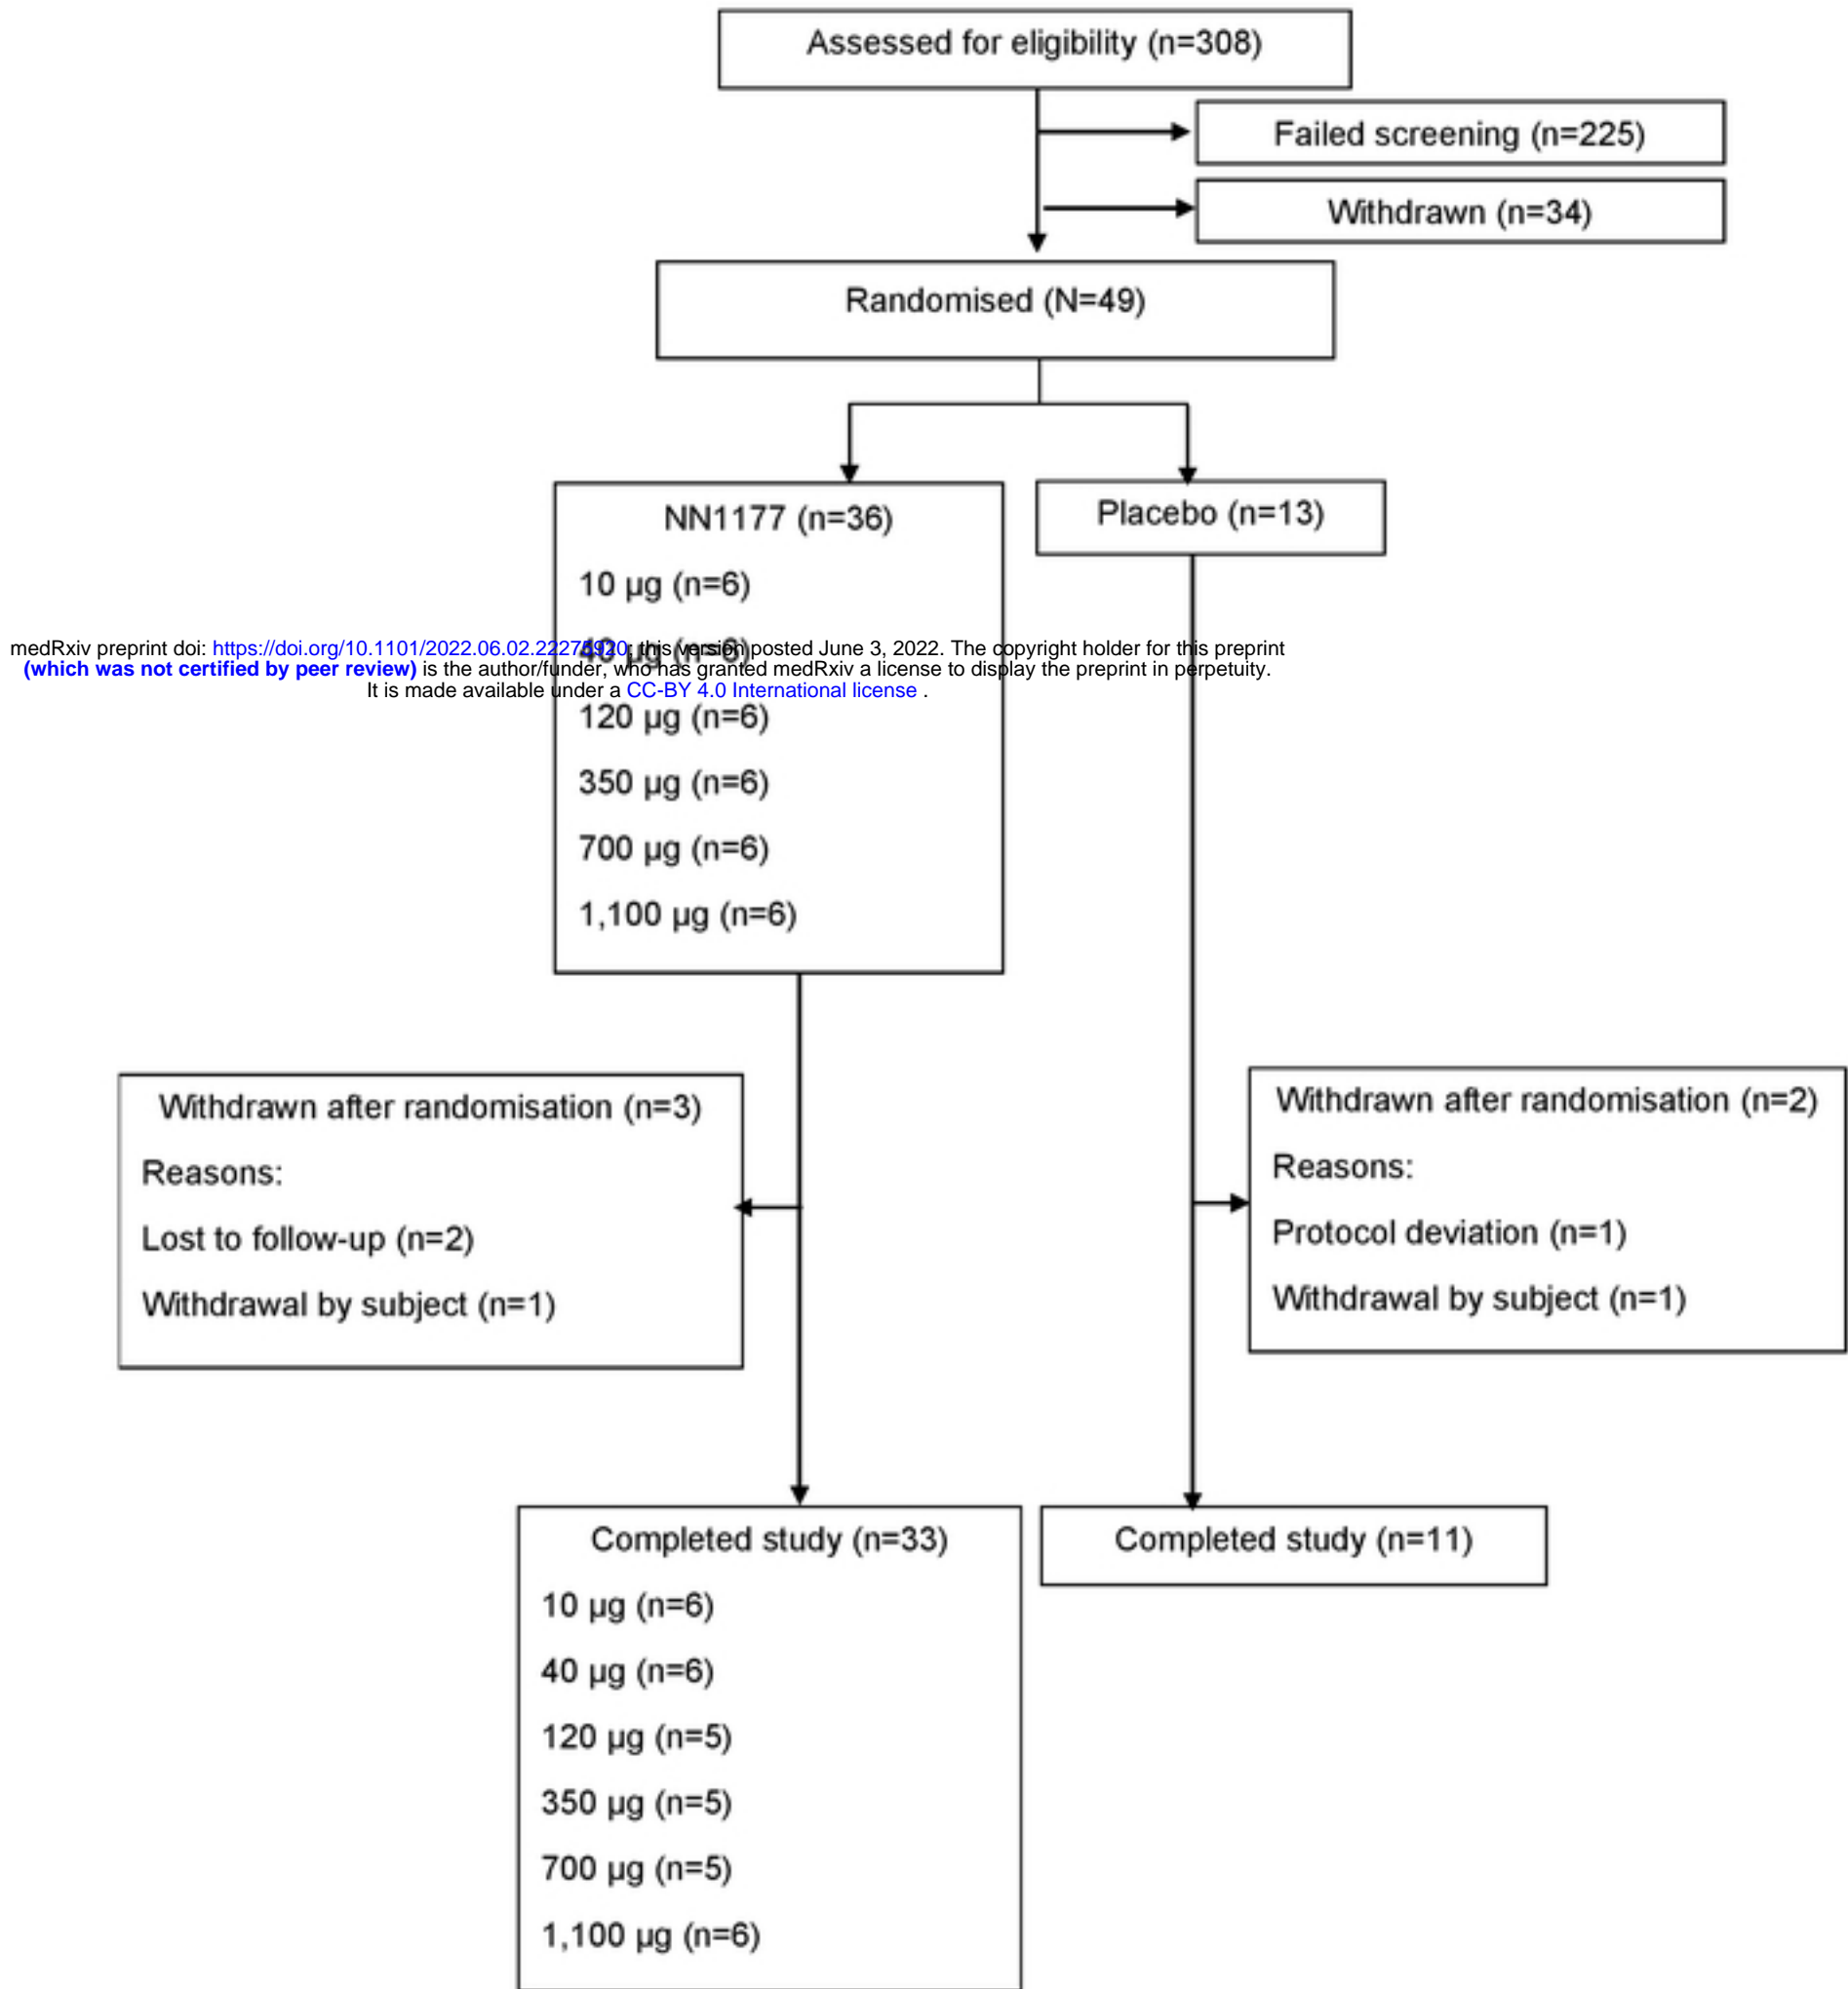 Assessed for eligibility (n=308)
Failed screening (n=225)
Withdrawn (n=34)
Randomised (N=49)
NN1177 (n=36)
10 µg (n=6)
40 µg (n=6)
120 µg (n=6)
350 µg (n=6)
700 µg (n=6)
1,100 µg (n=6)
Placebo (n=13)
medRxiv preprint doi: https://doi.org/10.1101/2022.06.02.22275920; this version posted June 3, 2022. The copyright holder for this preprint
(which was not certified by peer review) is the author/funder, who has granted medRxiv a license to display the preprint in perpetuity.
It is made available under a CC-BY 4.0 International license .
Withdrawn after randomisation (n=3)
Reasons:
Lost to follow-up (n=2)
Withdrawal by subject (n=1)
Withdrawn after randomisation (n=2)
Reasons:
Protocol deviation (n=1)
Withdrawal by subject (n=1)
Completed study (n=33)
10 µg (n=6)
40 µg (n=6)
120 µg (n=5)
350 µg (n=5)
700 µg (n=5)
1,100 µg (n=6)
Completed study (n=11)